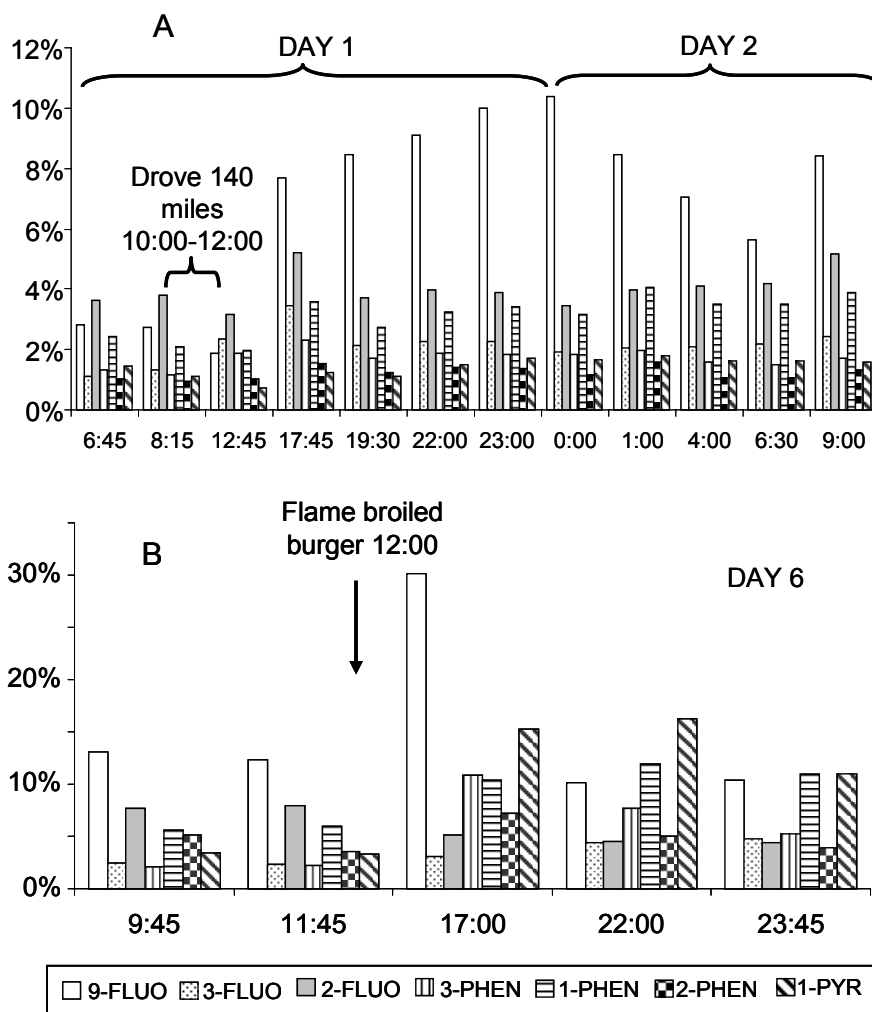 A
DAY 1
DAY 2
12%
10%
8%
6%
4%
2%
0%
Drove 140
miles
10:00-12:00
6:45 8:15 12:45 17:45 19:30 22:00 23:00 0:00 1:00 4:00 6:30 9:00
Flame broiled
burger 12:00
B
DAY 6
30%
20%
10%
0%
9:45 11:45 17:00 22:00 23:45
9-FLUO 3-FLUO 2-FLUO 3-PHEN 1-PHEN 2-PHEN 1-PYR